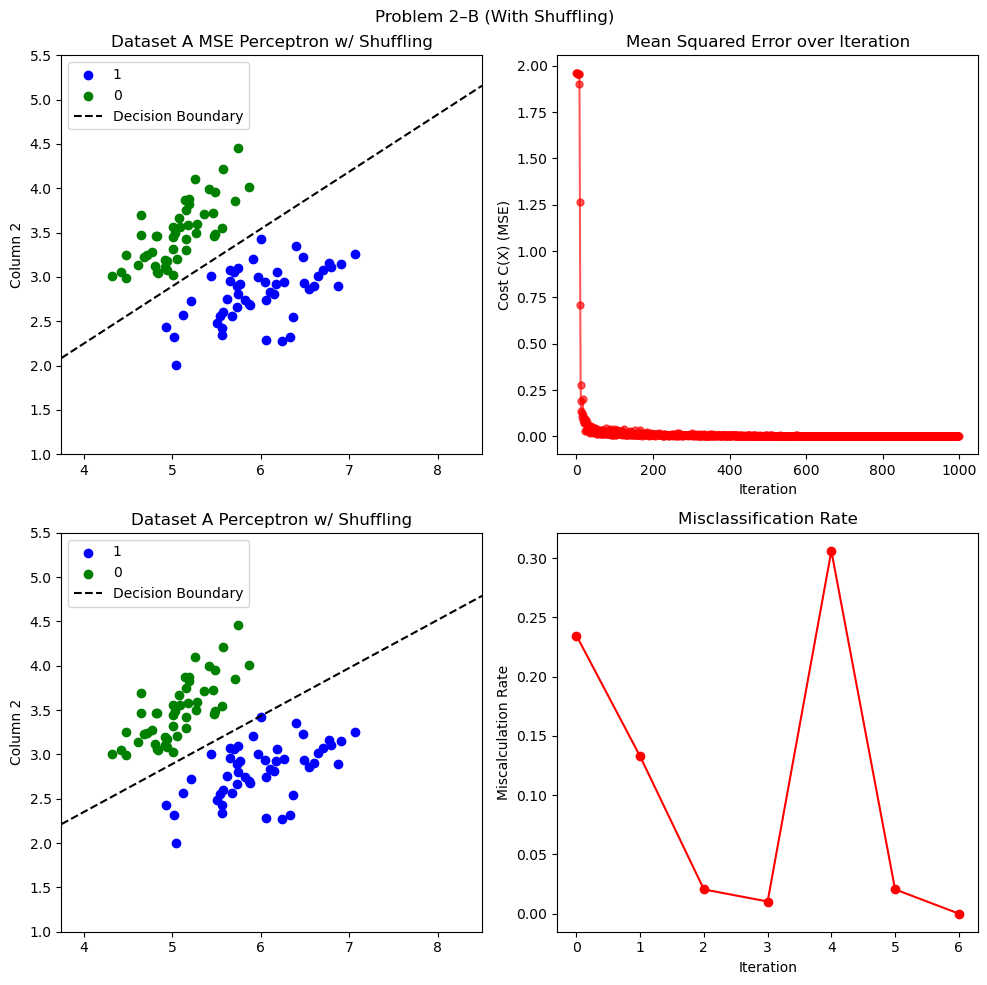 Problem 2–B (With Shuffling)
Dataset A MSE Perceptron w/ Shuffling
5.5
5.0
4.5
4.0
3.5
3.0
2.5
2.0
1.5
1.0
Column 2
1
0
Decision Boundary
4 5 6 7 8
Mean Squared Error over Iteration
2.00
1.75
1.50
1.25
1.00
0.75
0.50
0.25
0.00
Cost C(X) (MSE)
0 200 400 600 800 1000
Iteration
Dataset A Perceptron w/ Shuffling
5.5
5.0
4.5
4.0
3.5
3.0
2.5
2.0
1.5
1.0
Column 2
1
0
Decision Boundary
4 5 6 7 8
Misclassification Rate
0.30
0.25
0.20
0.15
0.10
0.05
0.00
Miscalculation Rate
0 1 2 3 4 5 6
Iteration